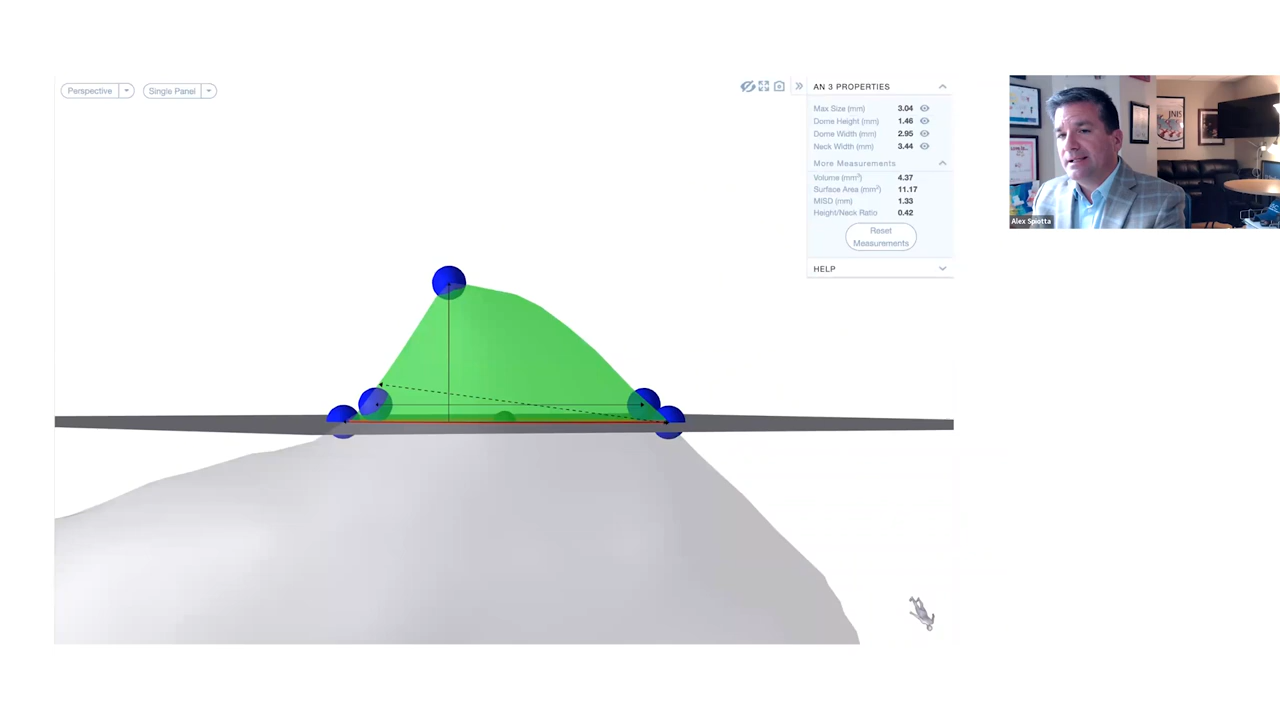 Perspective
Single Panel
AN 3 PROPERTIES
Max Size (mm) 3.04
Dome Height (mm) 1.46
Dome Width (mm) 2.95
Neck Width (mm) 3.44
More Measurements
Volume (mm³) 4.37
Surface Area (mm²) 11.17
MISD (mm) 1.33
Height/Neck Ratio 0.42
Reset
Measurements
HELP
JNIS
Alex Spiotta